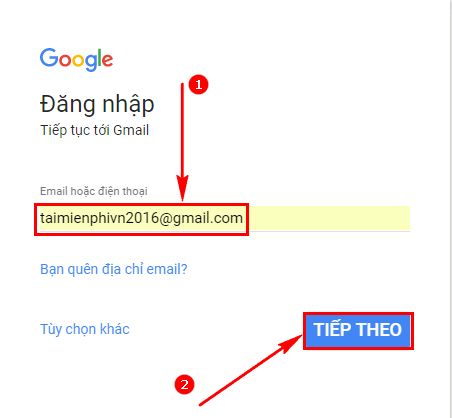 Google
1
Đăng nhập
Tiếp tục tới Gmail
Email hoặc điện thoại
taimienphivn2016@gmail.com
Bạn quên địa chỉ email?
Tùy chọn khác
TIẾP THEO
2